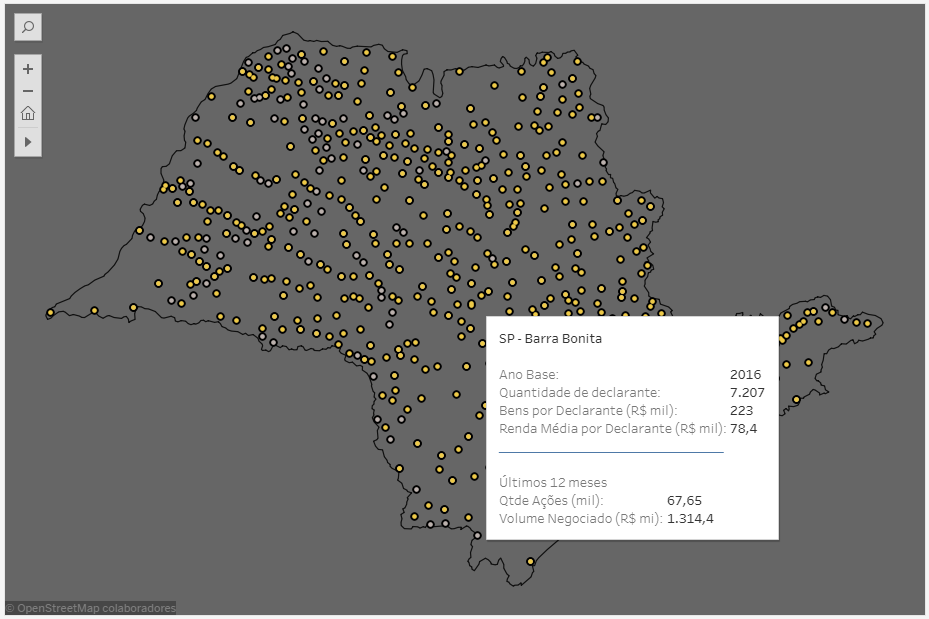 SP - Barra Bonita
Ano Base: 2016
Quantidade de declarante: 7.207
Bens por Declarante (R$ mil): 223
Renda Média por Declarante (R$ mil): 78,4
Últimos 12 meses
Qtde Ações (mil): 67,65
Volume Negociado (R$ mi): 1.314,4
© OpenStreetMap colaboradores